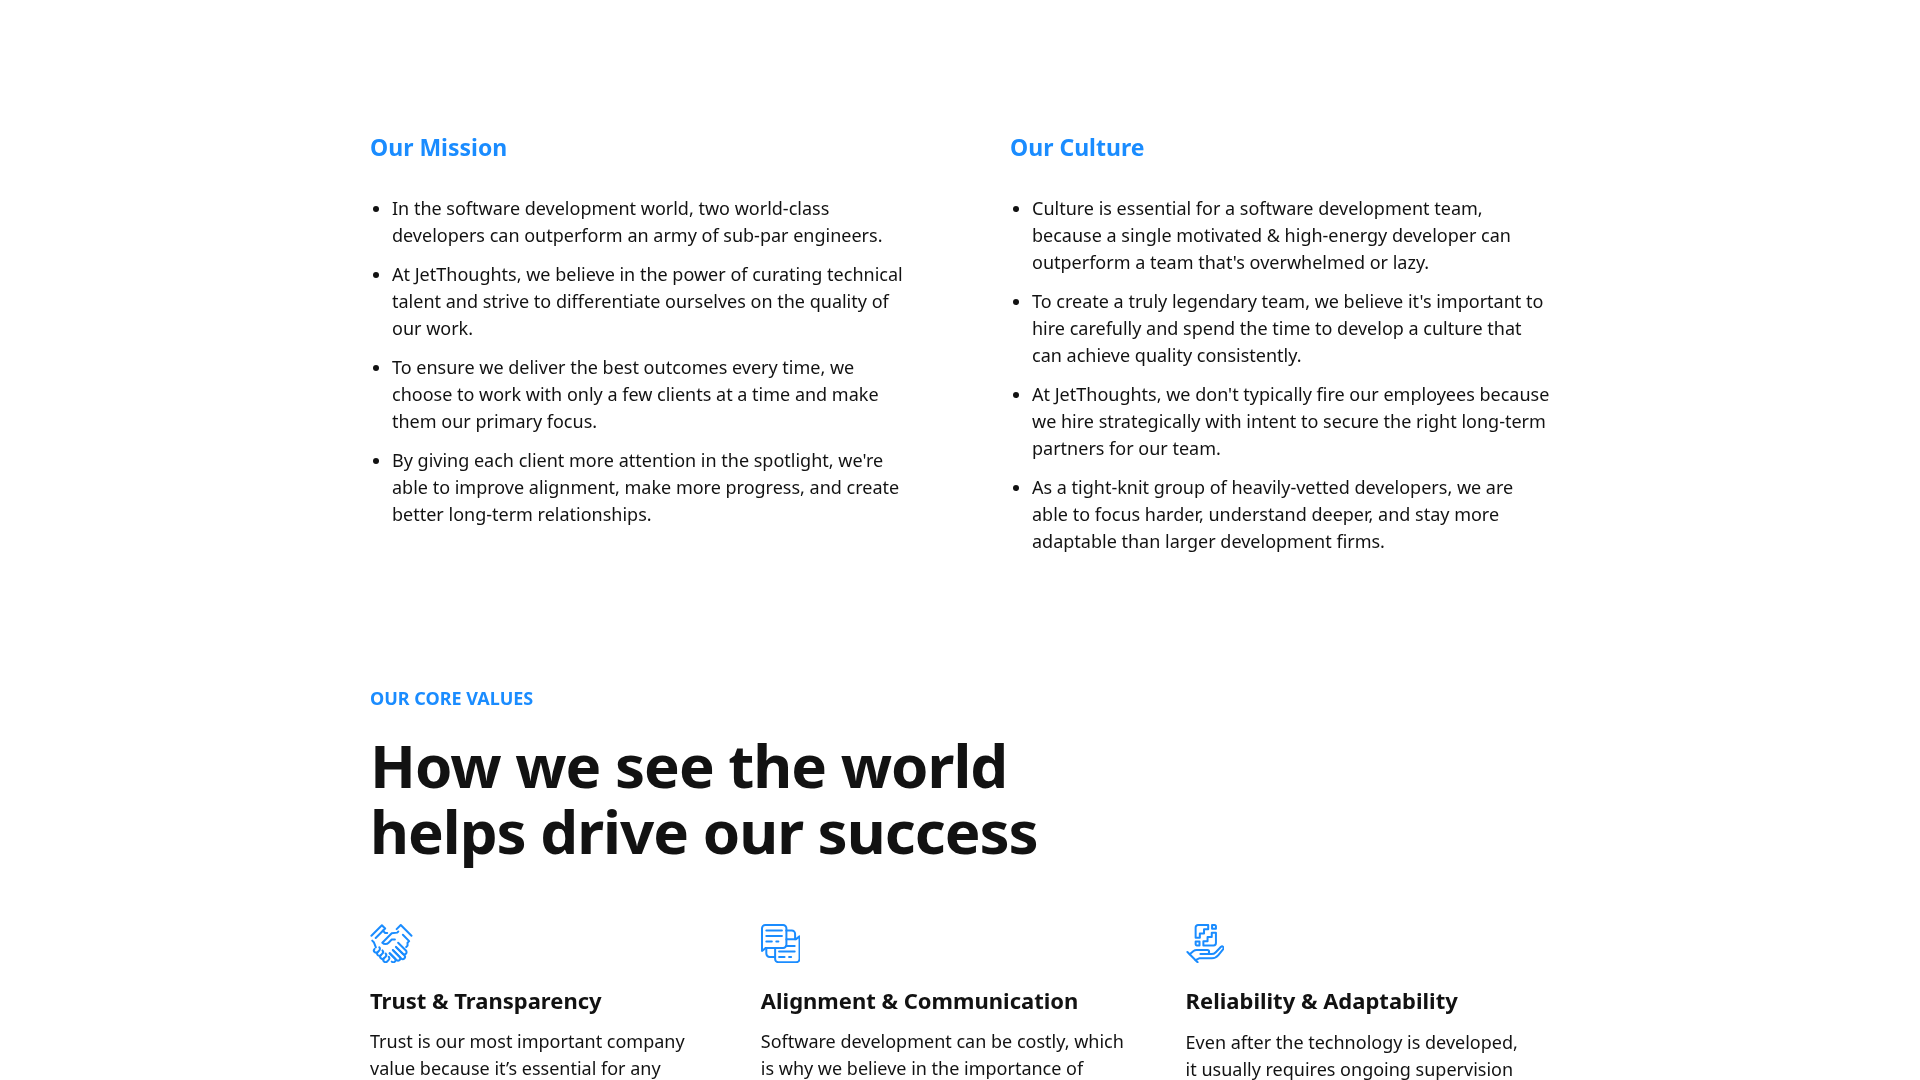 Our Mission
In the software development world, two world-class
developers can outperform an army of sub-par engineers.
At JetThoughts, we believe in the power of curating technical
talent and strive to differentiate ourselves on the quality of
our work.
To ensure we deliver the best outcomes every time, we
choose to work with only a few clients at a time and make
them our primary focus.
By giving each client more attention in the spotlight, we're
able to improve alignment, make more progress, and create
better long-term relationships.
Our Culture
Culture is essential for a software development team,
because a single motivated & high-energy developer can
outperform a team that's overwhelmed or lazy.
To create a truly legendary team, we believe it's important to
hire carefully and spend the time to develop a culture that
can achieve quality consistently.
At JetThoughts, we don't typically fire our employees because
we hire strategically with intent to secure the right long-term
partners for our team.
As a tight-knit group of heavily-vetted developers, we are
able to focus harder, understand deeper, and stay more
adaptable than larger development firms.
OUR CORE VALUES
How we see the world
helps drive our success
Trust & Transparency
Trust is our most important company
value because it’s essential for any
Alignment & Communication
Software development can be costly, which
is why we believe in the importance of
Reliability & Adaptability
Even after the technology is developed,
it usually requires ongoing supervision